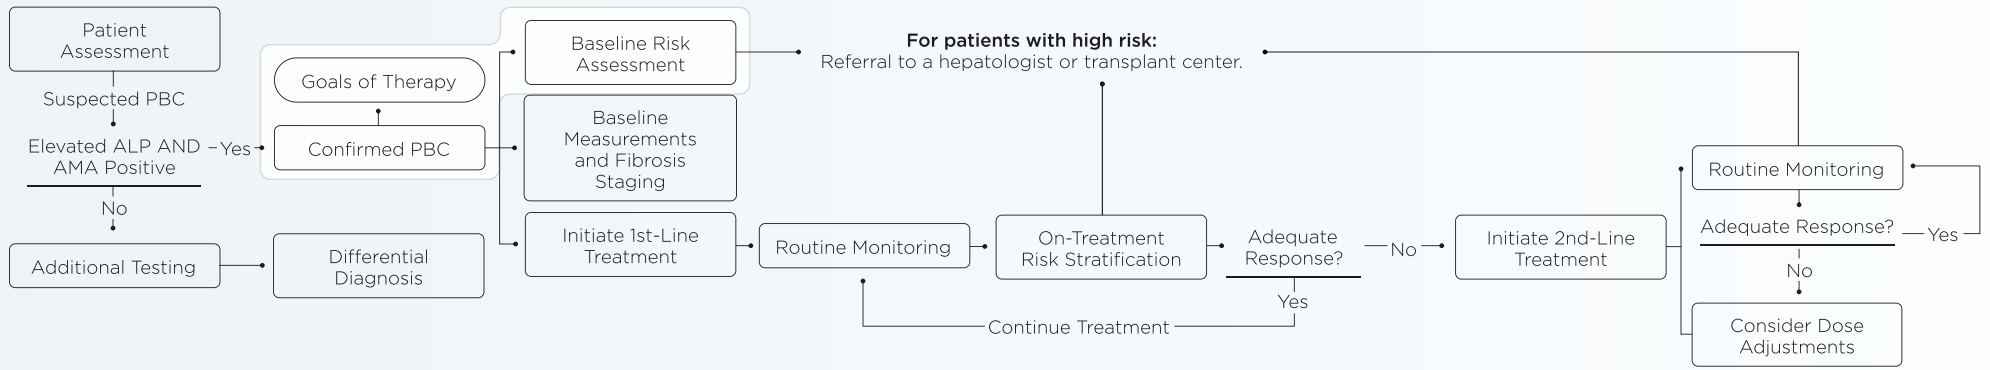 Patient
Assessment
Suspected PBC
Elevated ALP AND
AMA Positive
Yes
No
Additional Testing
Differential
Diagnosis
Goals of Therapy
Confirmed PBC
Baseline Risk
Assessment
Baseline
Measurements
and Fibrosis
Staging
Initiate 1st-Line
Treatment
For patients with high risk:
Referral to a hepatologist or transplant center.
Routine Monitoring
On-Treatment
Risk Stratification
Adequate
Response?
Yes
Continue Treatment
No
Initiate 2nd-Line
Treatment
Routine Monitoring
Adequate Response?
Yes
No
Consider Dose
Adjustments